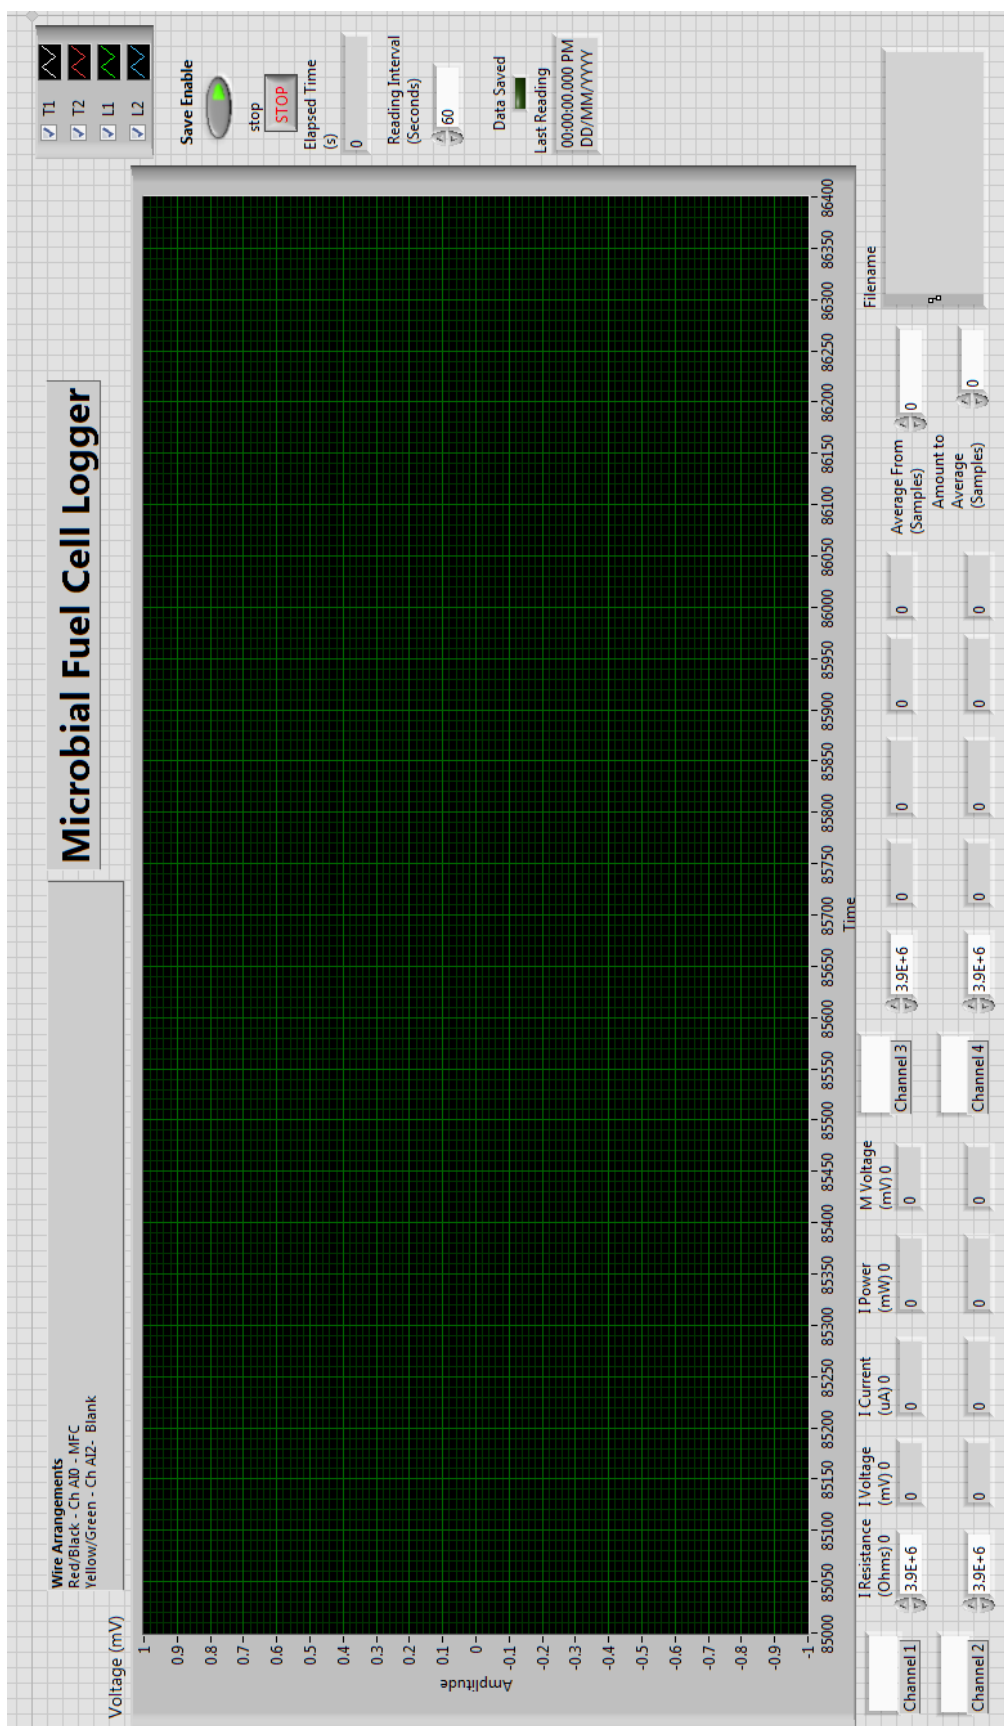 Microbial Fuel Cell Logger
Wire Arrangements
Red/Black - Ch AI0 - MFC
Yellow/Green - Ch AI2- Blank
Voltage (mV)
T1
T2
L1
L2
Save Enable
stop
STOP
Elapsed Time
(s)
0
Reading Interval
(Seconds)
60
Data Saved
Last Reading
00:00:00.000 PM
DD/MM/YYYY
Amplitude
1
0.9
0.8
0.7
0.6
0.5
0.4
0.3
0.2
0.1
0
-0.1
-0.2
-0.3
-0.4
-0.5
-0.6
-0.7
-0.8
-0.9
-1
85000 85050 85100 85150 85200 85250 85300 85350 85400 85450 85500 85550 85600 85650 85700 85750 85800 85850 85900 85950 86000 86050 86100 86150 86200 86250 86300 86350 86400
Time
I Resistance
(Ohms) 0
I Voltage
(mV) 0
I Current
(uA) 0
I Power
(mW) 0
M Voltage
(mV) 0
Channel 1
3.9E+6 0 0 0 0
Channel 2
3.9E+6 0 0 0 0
Channel 3
3.9E+6 0 0 0 0
Channel 4
3.9E+6 0 0 0 0
Average From
(Samples)
0
Amount to
Average
(Samples)
0
Filename